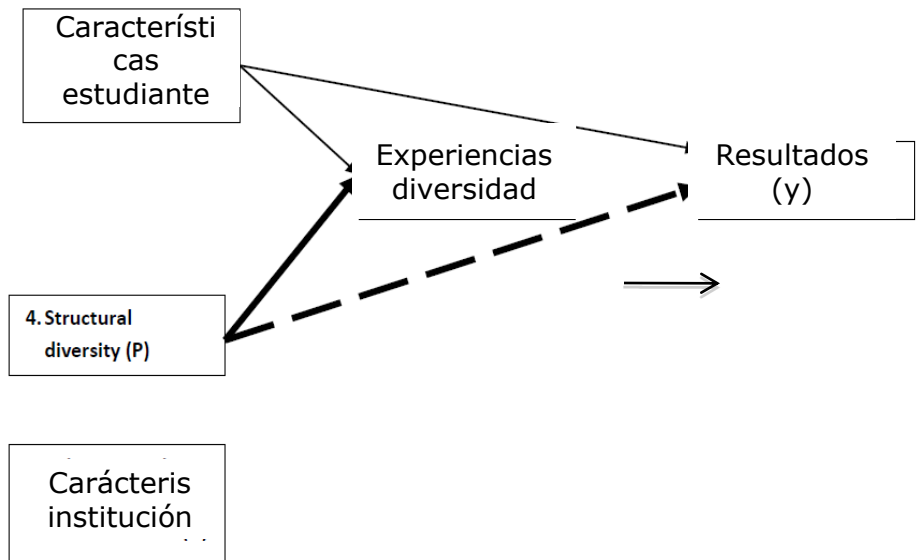 Característi
cas
estudiante
Experiencias
diversidad
Resultados
(y)
4. Structural
diversity (P)
Carácteris
institución